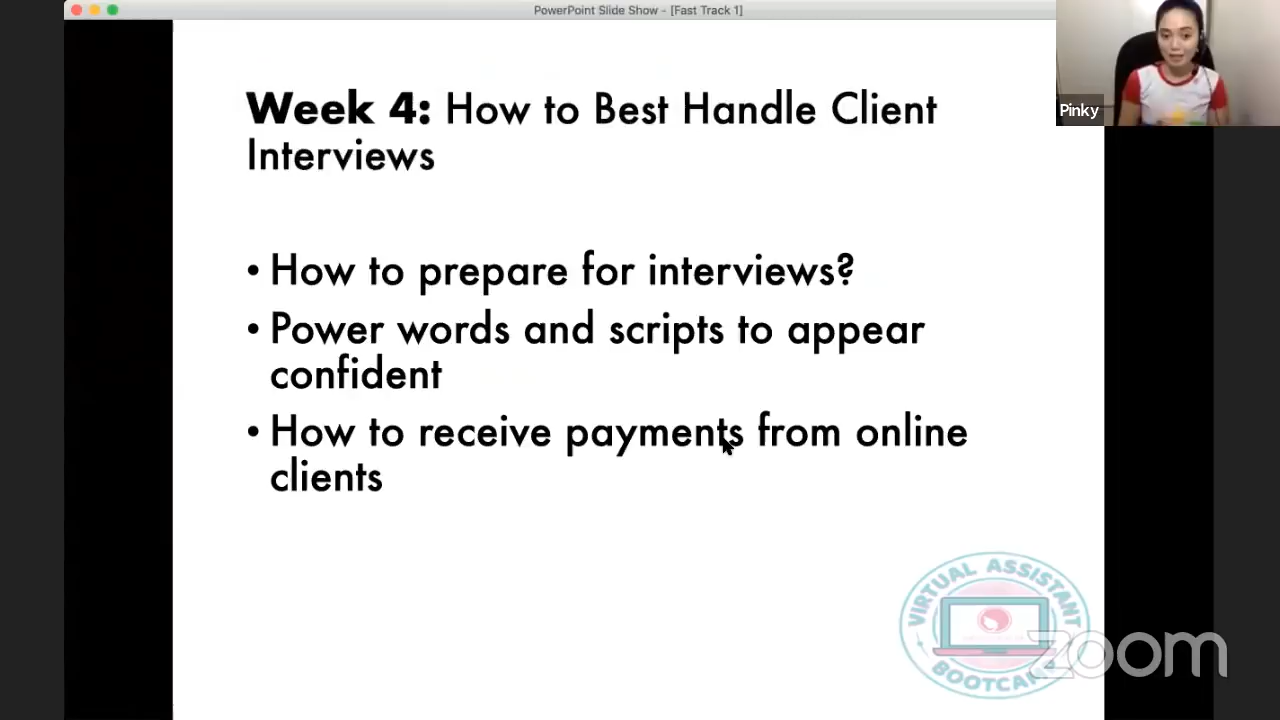 PowerPoint Slide Show - [Fast Track 1]
Pinky
Week 4: How to Best Handle Client
Interviews
• How to prepare for interviews?
• Power words and scripts to appear
confident
• How to receive payments from online
clients
VIRTUAL ASSISTANT
BOOTCAMP
zoom